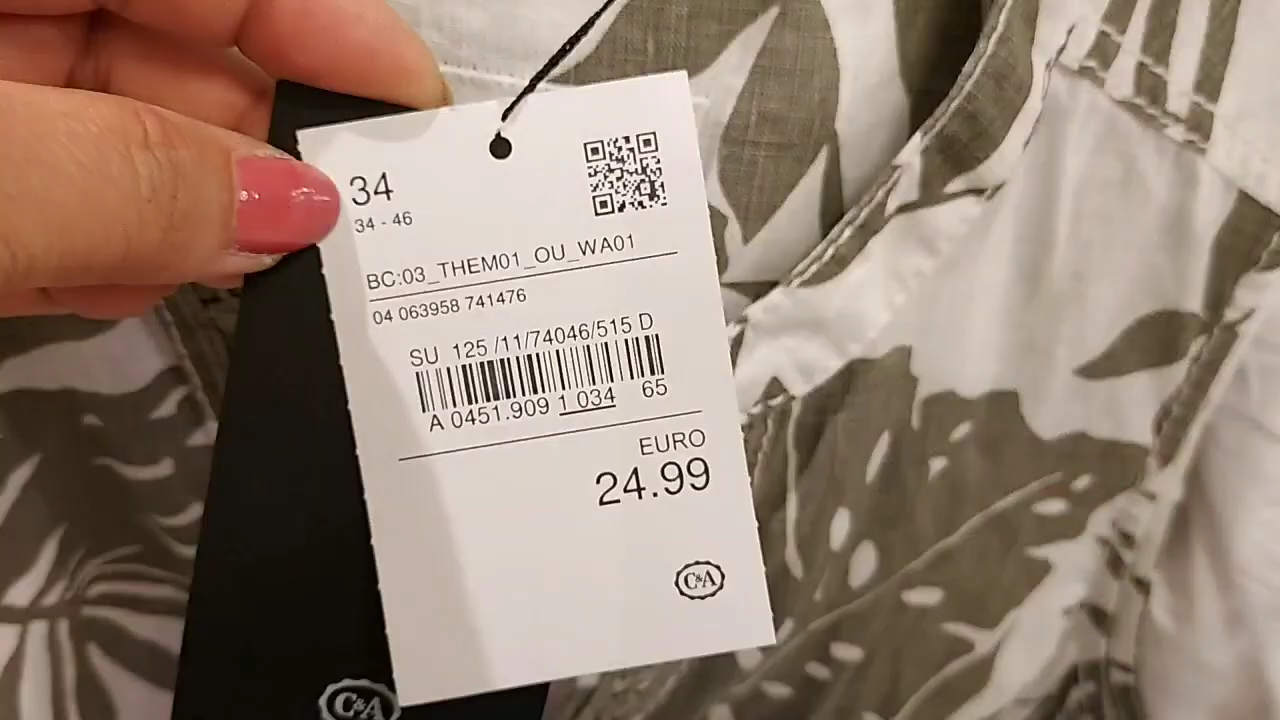 34
34 - 46
BC:03_THEM01_OU_WA01
04 063958 741476
SU 125 /11/74046/515 D
A 0451.909 1 034 65
EURO
24.99
C&A
C&A